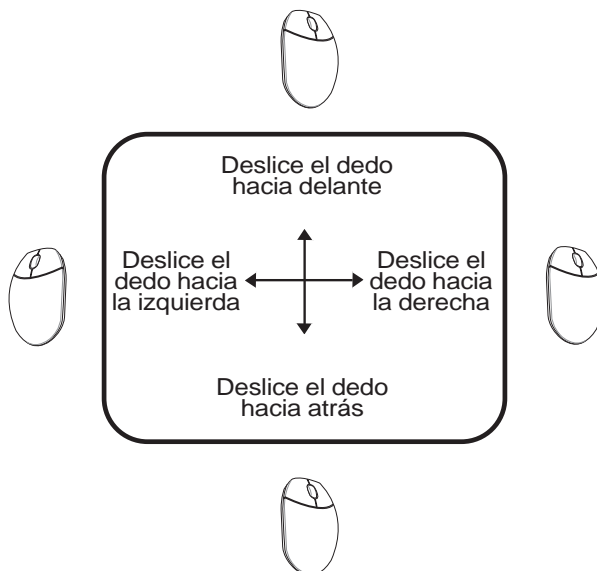 Deslice el dedo
hacia delante
Deslice el
dedo hacia
la izquierda
Deslice el
dedo hacia
la derecha
Deslice el dedo
hacia atrás